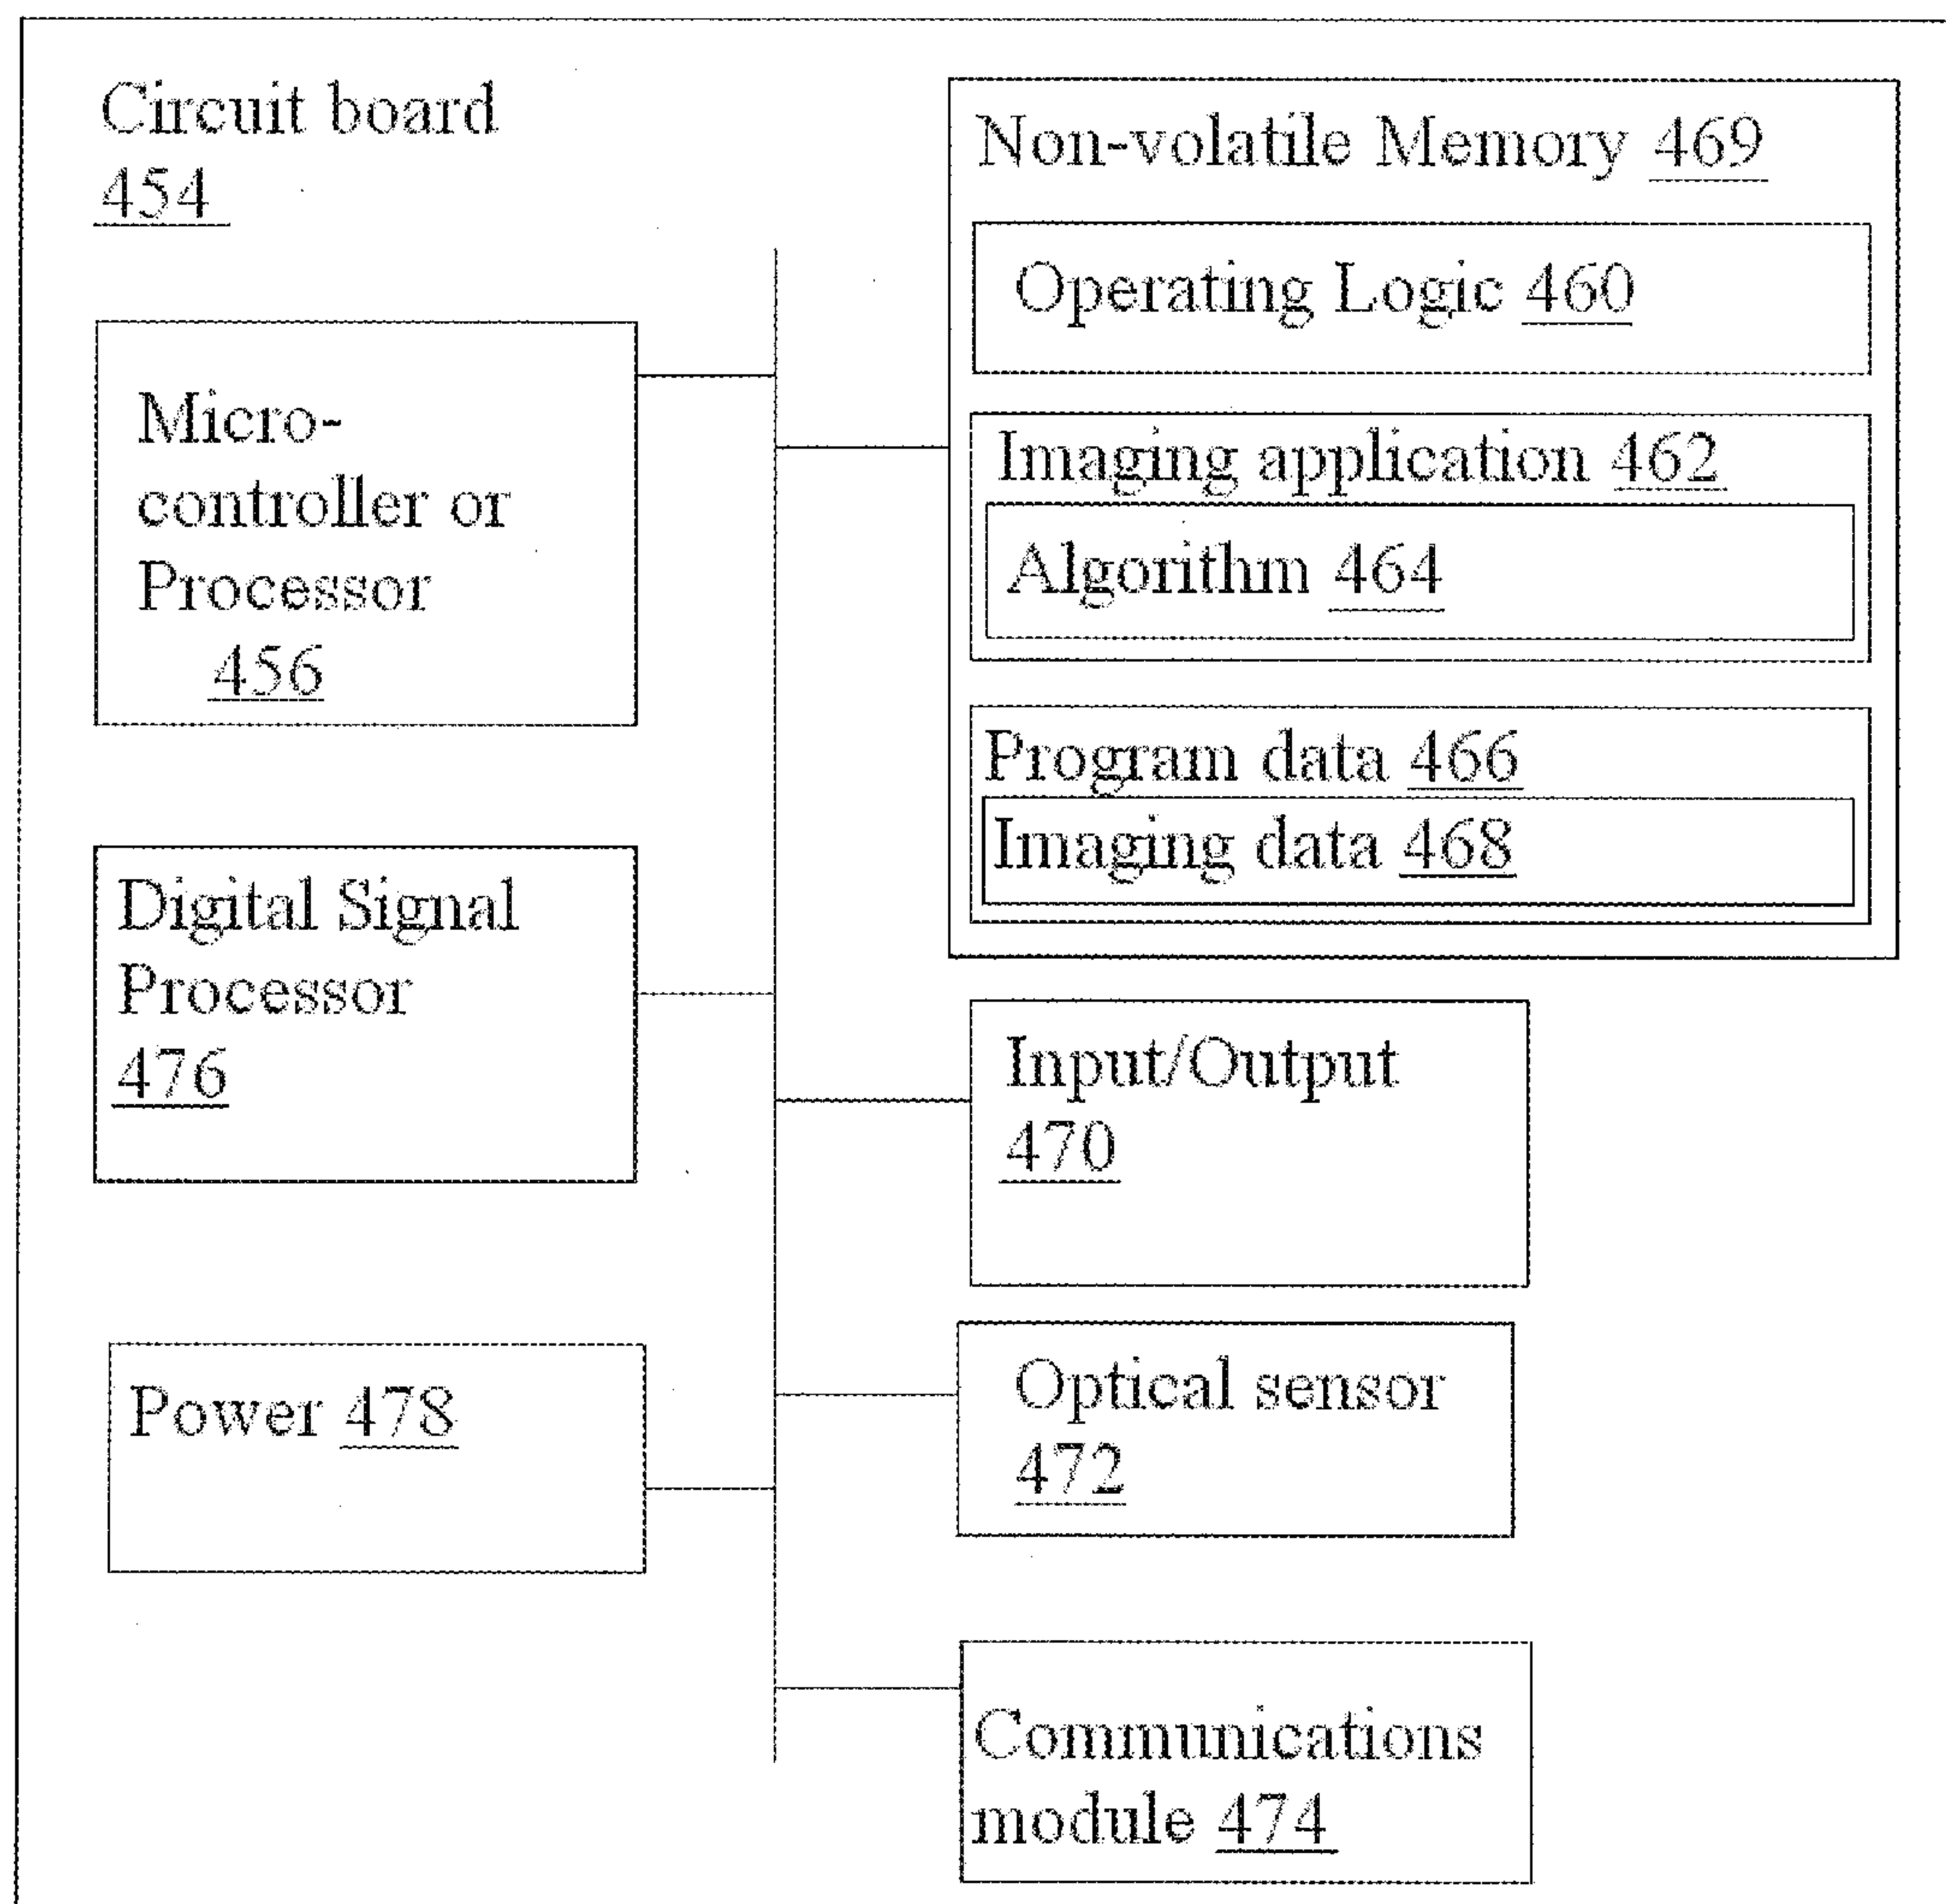 Circuit board
454
Micro-
controller or
Processor
456
Digital Signal
Processor
476
Power 478
Non-volatile Memory 469
Operating Logic 460
Imaging application 462
Algorithm 464
Program data 466
Imaging data 468
Input/Output
470
Optical sensor
472
Communications
module 474